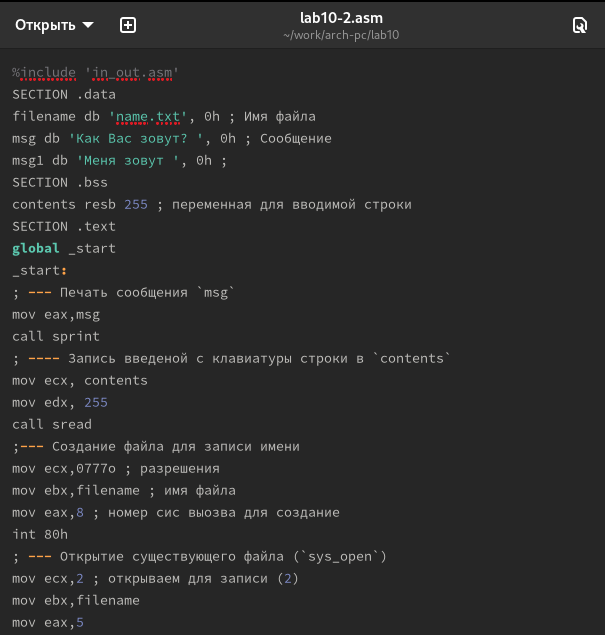 Открыть
lab10-2.asm
~/work/arch-pc/lab10
%include 'in_out.asm'
SECTION .data
filename db 'name.txt', 0h ; Имя файла
msg db 'Как Вас зовут? ', 0h ; Сообщение
msg1 db 'Меня зовут ', 0h ;
SECTION .bss
contents resb 255 ; переменная для вводимой строки
SECTION .text
global _start
_start:
; --- Печать сообщения `msg`
mov eax,msg
call sprint
; ---- Запись введеной с клавиатуры строки в `contents`
mov ecx, contents
mov edx, 255
call sread
;--- Создание файла для записи имени
mov ecx,0777o ; разрешения
mov ebx,filename ; имя файла
mov eax,8 ; номер сис выозва для создание
int 80h
; --- Открытие существующего файла (`sys_open`)
mov ecx,2 ; открываем для записи (2)
mov ebx,filename
mov eax,5